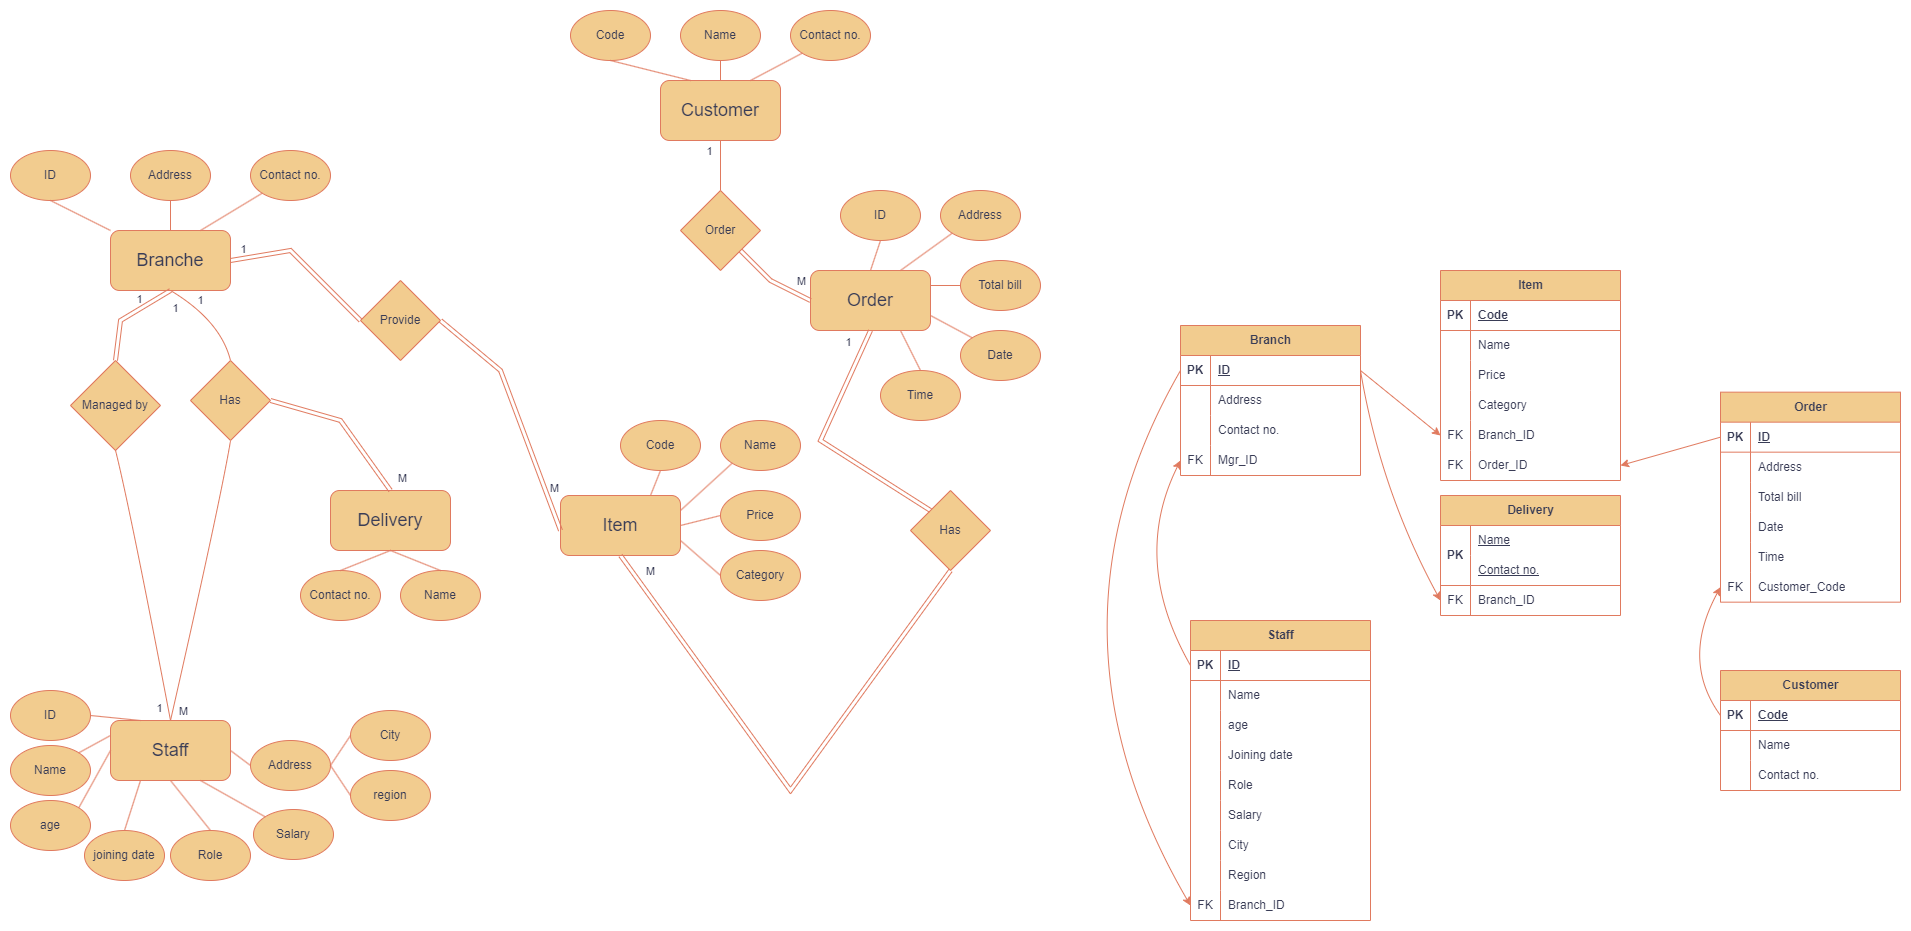 Code
Name
Contact no.
Customer
1
Order
M
ID
Address
Contact no.
Branche
1
1
1
1
Managed by
Has
Provide
M
Delivery
Contact no.
Name
1
M
ID
Name
age
joining date
Role
Salary
Address
City
region
Staff
ID
Address
Total bill
Date
Time
Order
1
Has
M
Item
M
Code
Name
Price
Category
Branch
PK ID
Address
Contact no.
FK Mgr_ID
Item
PK Code
Name
Price
Category
FK Branch_ID
FK Order_ID
Delivery
Name
PK
Contact no.
FK Branch_ID
Staff
PK ID
Name
age
Joining date
Role
Salary
City
Region
FK Branch_ID
Order
PK ID
Address
Total bill
Date
Time
FK Customer_Code
Customer
PK Code
Name
Contact no.